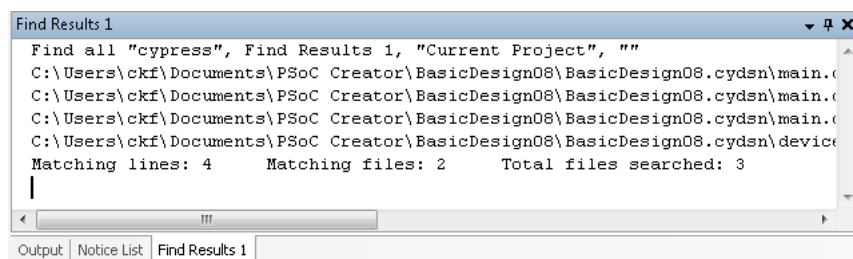 Find Results 1
Find all "cypress", Find Results 1, "Current Project", ""
C:\Users\ckf\Documents\PSoC Creator\BasicDesign08\BasicDesign08.cydsn\main.
C:\Users\ckf\Documents\PSoC Creator\BasicDesign08\BasicDesign08.cydsn\main.
C:\Users\ckf\Documents\PSoC Creator\BasicDesign08\BasicDesign08.cydsn\main.
C:\Users\ckf\Documents\PSoC Creator\BasicDesign08\BasicDesign08.cydsn\device
Matching lines: 4 Matching files: 2 Total files searched: 3
Output Notice List Find Results 1